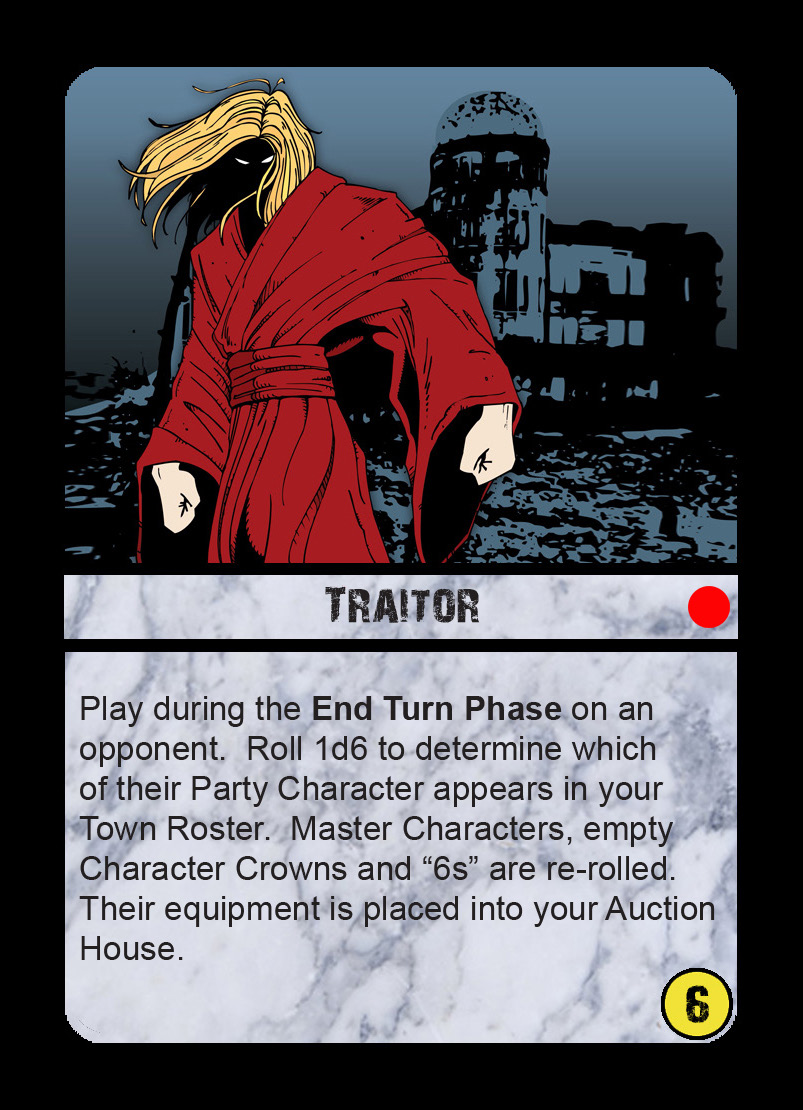 TRAITOR
Play during the End Turn Phase on an
opponent.  Roll 1d6 to determine which
of their Party Character appears in your
Town Roster.  Master Characters, empty
Character Crowns and “6s” are re-rolled.
Their equipment is placed into your Auction
House.
6